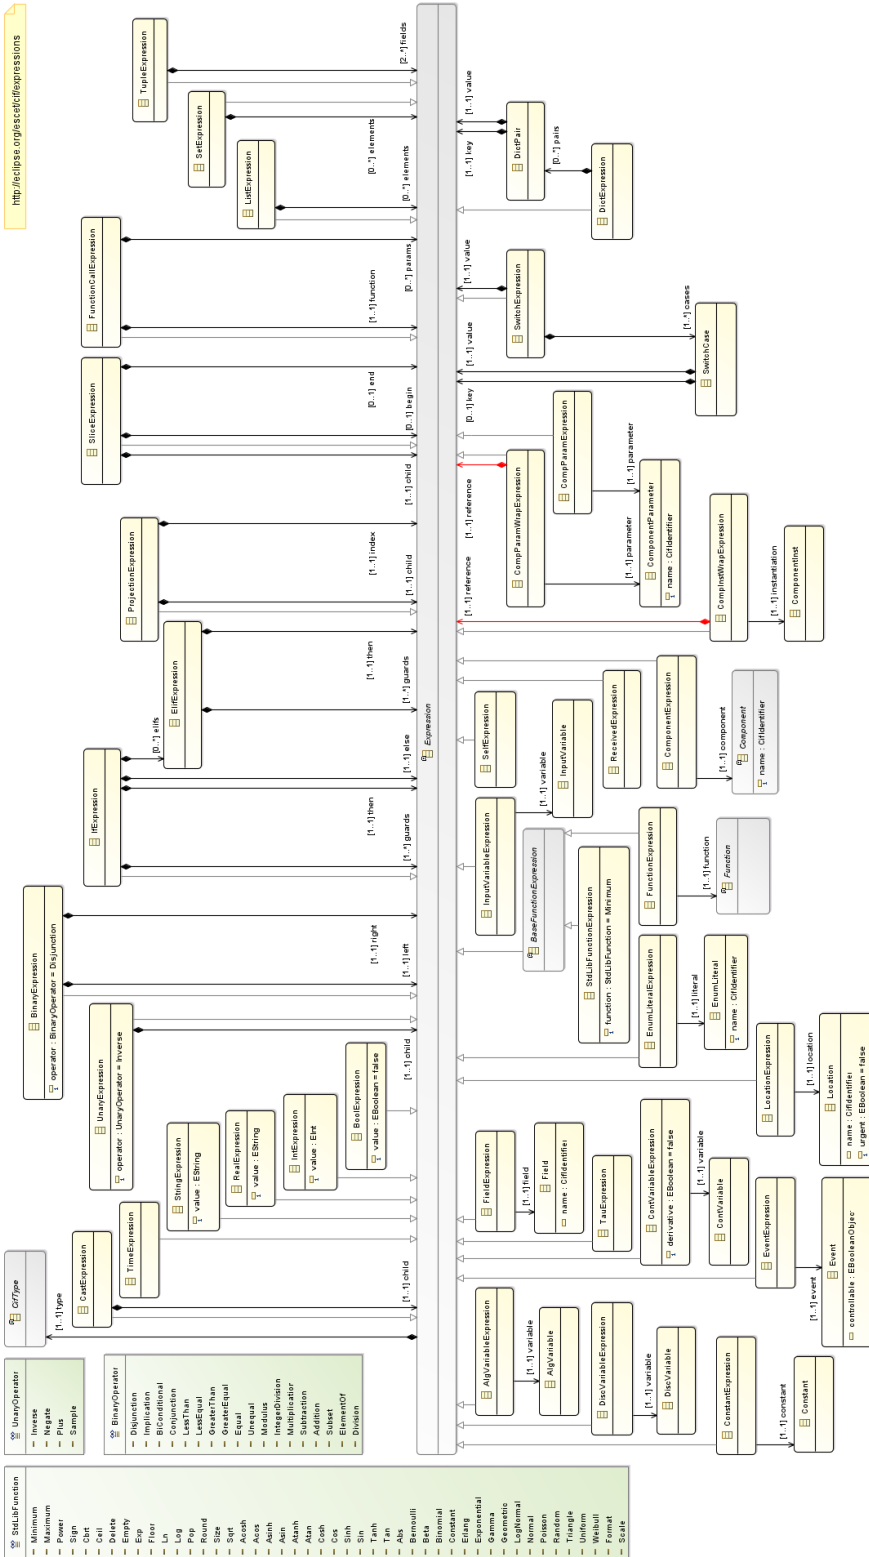 http://eclipse.org/escet/cif/expressions
TupleExpression
[2..*] fields
SetExpression
[0..*] elements
ListExpression
[0..*] elements
FunctionCallExpression
[0..*] params
[1..1] function
SliceExpression
[0..1] end
[0..1] begin
[1..1] child
ProjectionExpression
[1..1] index
[1..1] child
ElifExpression
[1..1] then
[1..*] guards
[0..*] elifs
IfExpression
[1..1] else
[1..1] then
[1..*] guards
BinaryExpression
operator : BinaryOperator = Disjunction
[1..1] right
[1..1] left
UnaryExpression
operator : UnaryOperator = Inverse
[1..1] child
BoolExpression
value : EBoolean = false
IntExpression
value : EInt
RealExpression
value : EString
StringExpression
value : EString
TimeExpression
CastExpression
[1..1] child
CifType
[1..1] type
Expression
[1..1] value
[1..1] key
DictPair
[0..*] pairs
DictExpression
[1..1] value
SwitchExpression
[1..*] cases
SwitchCase
[1..1] value
[0..1] key
CompParamExpression
[1..1] parameter
[1..1] reference
CompParamWrapExpression
[1..1] parameter
ComponentParameter
name : CifIdentifier
[1..1] reference
CompInstWrapExpression
[1..1] instantiation
ComponentInst
SelfExpression
ReceivedExpression
ComponentExpression
[1..1] component
Component
name : CifIdentifier
InputVariableExpression
[1..1] variable
InputVariable
BaseFunctionExpression
StdLibFunctionExpression
function : StdLibFunction = Minimum
FunctionExpression
[1..1] function
Function
EnumLiteralExpression
[1..1] literal
EnumLiteral
name : CifIdentifier
LocationExpression
[1..1] location
Location
name : CifIdentifier
urgent : EBoolean = false
FieldExpression
[1..1] field
Field
name : CifIdentifier
TauExpression
ContVariableExpression
derivative : EBoolean = false
[1..1] variable
ContVariable
EventExpression
[1..1] event
Event
controllable : EBooleanObjec
AlgVariableExpression
[1..1] variable
AlgVariable
DiscVariableExpression
[1..1] variable
DiscVariable
ConstantExpression
[1..1] constant
Constant
UnaryOperator
Inverse
Negate
Plus
Sample
BinaryOperator
Disjunction
Implication
BiConditional
Conjunction
LessThan
LessEqual
GreaterThan
GreaterEqual
Equal
Unequal
Modulus
IntegerDivision
Multiplication
Subtraction
Addition
Subset
ElementOf
Division
StdLibFunction
Minimum
Maximum
Power
Sign
Cbrt
Ceil
Delete
Empty
Exp
Floor
Ln
Log
Pop
Round
Size
Sqrt
Acosh
Acos
Asinh
Asin
Atanh
Atan
Cosh
Cos
Sinh
Sin
Tanh
Tan
Abs
Bernoulli
Beta
Binomial
Constant
Erlang
Exponential
Gamma
Geometric
LogNormal
Normal
Poisson
Random
Triangle
Uniform
Weibull
Format
Scale